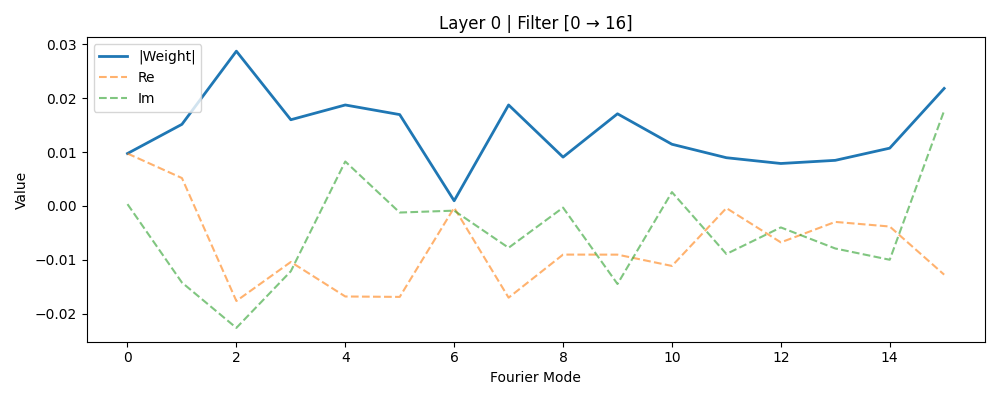 Layer 0 | Filter [0 → 16]
|Weight|
Re
Im
0.03
0.02
0.01
0.00
−0.01
−0.02
Value
0 2 4 6 8 10 12 14
Fourier Mode